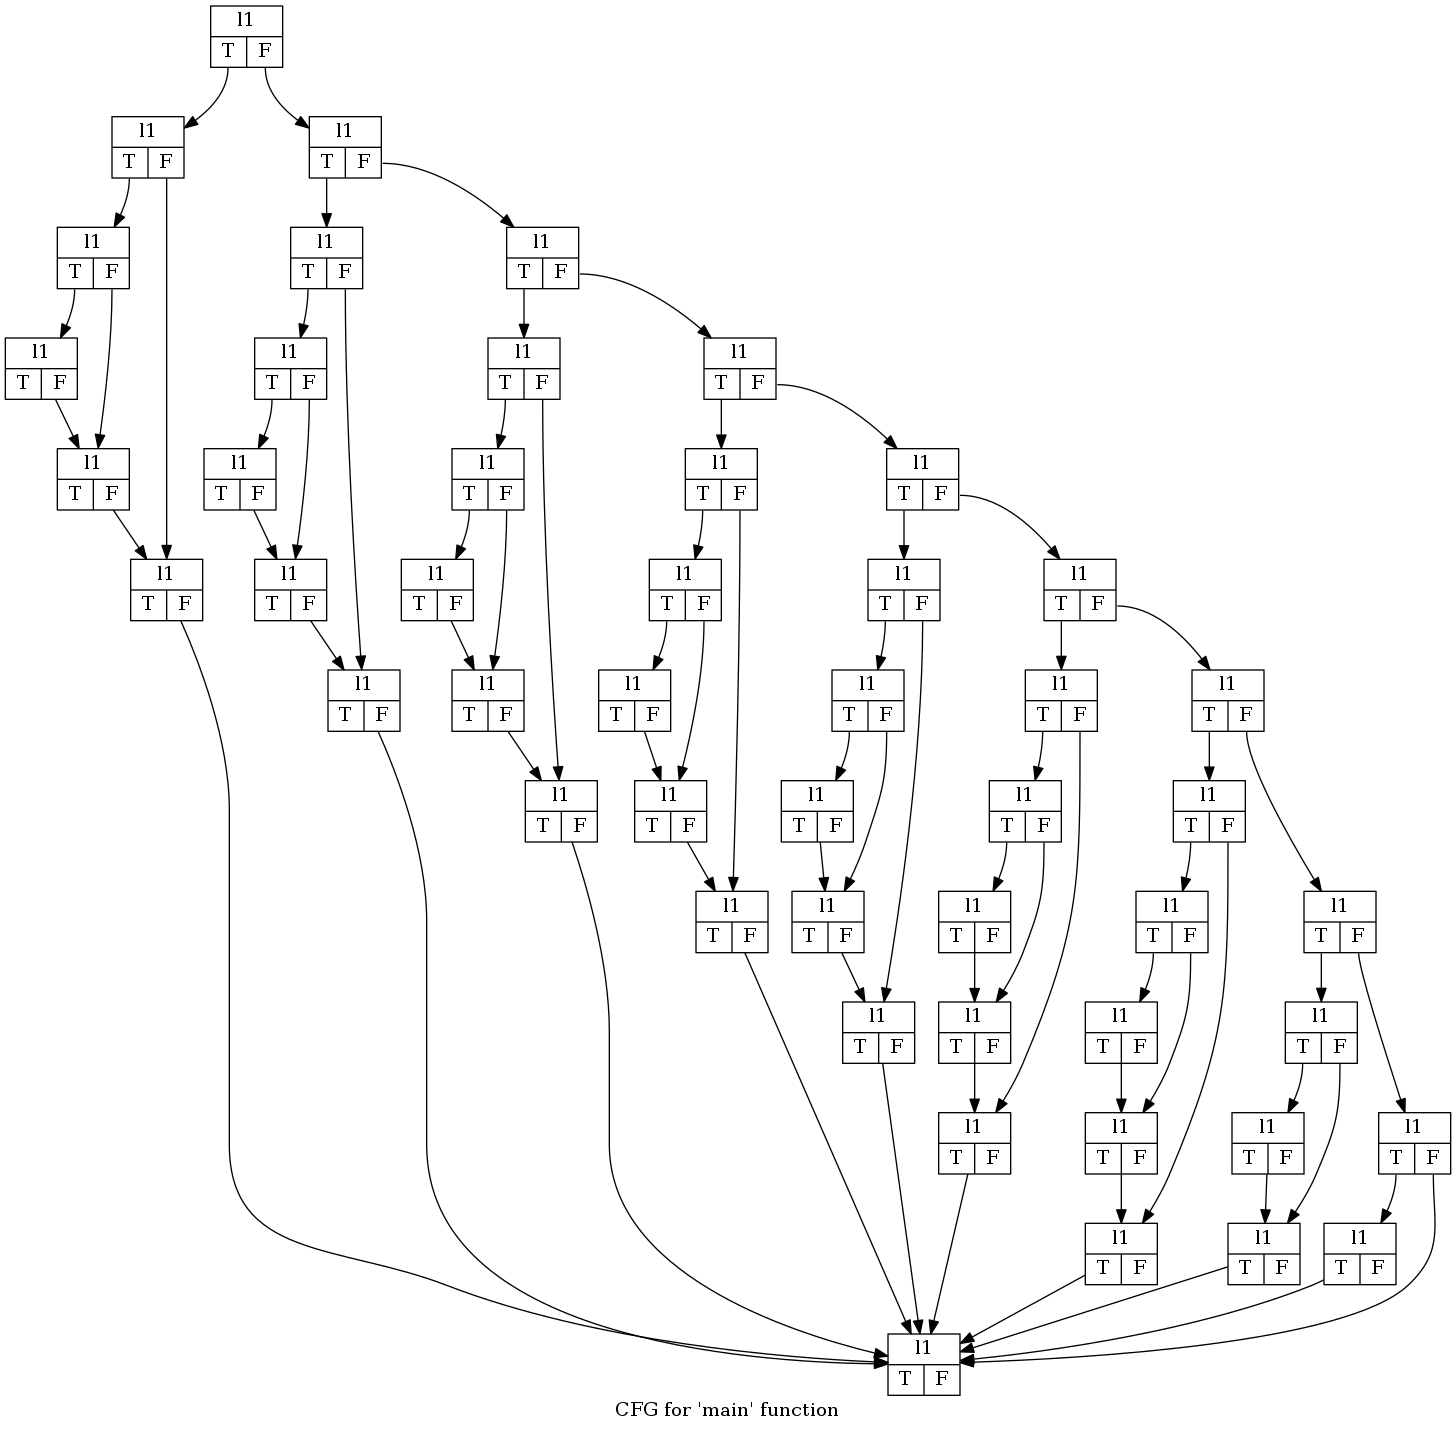 l1
T F
l1 l1
T F T F
l1 l1 l1
T F T F T F
l1 l1 l1 l1
T F T F T F T F
l1 l1 l1 l1 l1
T F T F T F T F T F
l1 l1 l1 l1 l1 l1
T F T F T F T F T F T F
l1 l1 l1 l1 l1 l1
T F T F T F T F T F T F
l1 l1 l1 l1 l1
T F T F T F T F T F
l1 l1 l1 l1 l1
T F T F T F T F T F
l1 l1 l1 l1
T F T F T F T F
l1 l1 l1 l1
T F T F T F T F
l1 l1 l1
T F T F T F
l1
T F
CFG for 'main' function